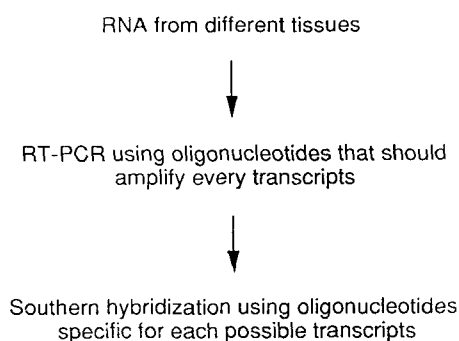 RNA from different tissues
RT-PCR using oligonucleotides that should
amplify every transcripts
Southern hybridization using oligonucleotides
specific for each possible transcripts